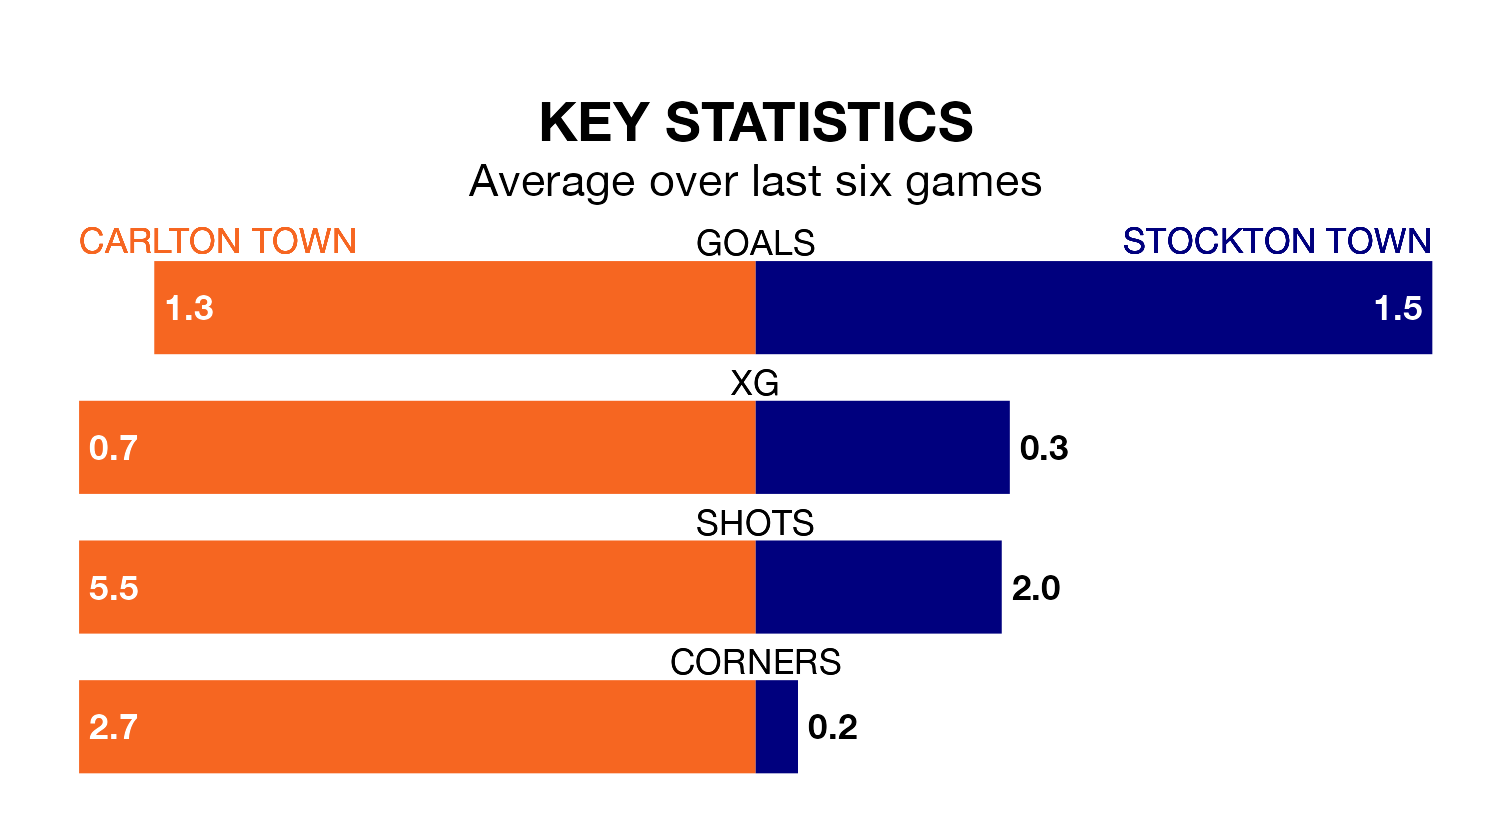 KEY STATISTICS
Average over last six games
CARLTON TOWN GOALS STOCKTON TOWN
1.3 1.5
XG
0.7 0.3
SHOTS
5.5 2.0
CORNERS
2.7 0.2